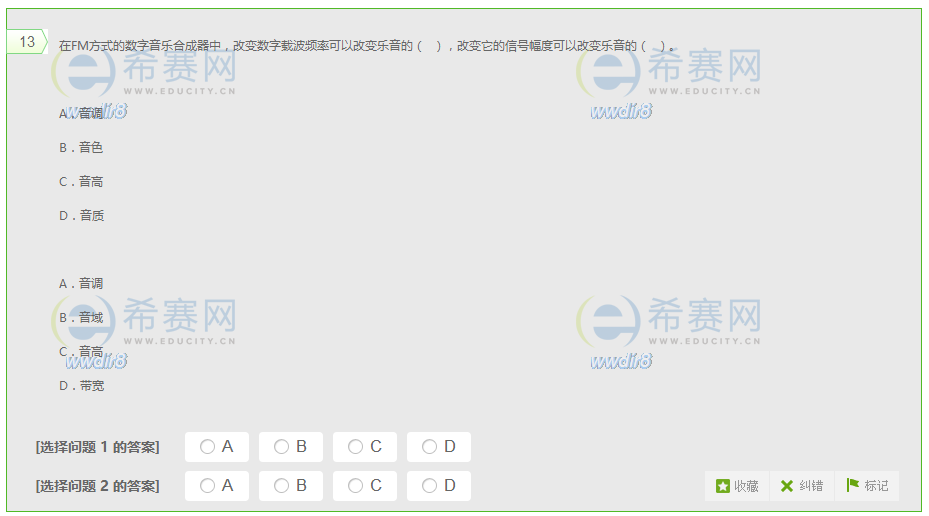 13
在FM方式的数字音乐合成器中，改变数字载波频率可以改变乐音的（ ），改变它的信号幅度可以改变乐音的（ ）。
希赛网
WWW.EDUCITY.CN
希赛网
WWW.EDUCITY.CN
A．音调
wwdlr8
wwdlr8
B．音色
C．音高
D．音质
A．音调
希赛网
WWW.EDUCITY.CN
希赛网
WWW.EDUCITY.CN
B．音域
C．音高
wwdlr8
wwdlr8
D．带宽
[选择问题 1 的答案] A B C D
[选择问题 2 的答案] A B C D
收藏 纠错 标记